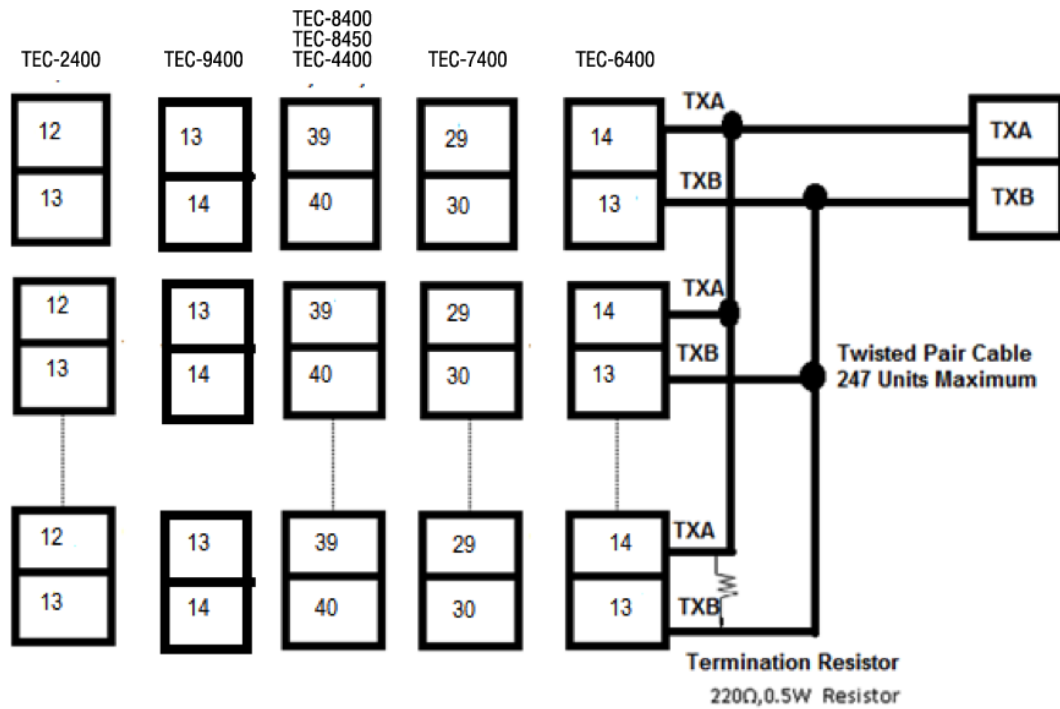 TEC-8400
TEC-8450
TEC-2400 TEC-9400 TEC-4400 TEC-7400 TEC-6400
12 13 39 29 14 TXA TXA
13 14 40 30 13 TXB TXB
12 13 39 29 14 TXA
13 14 40 30 13 TXB
Twisted Pair Cable
247 Units Maximum
12 13 39 29 14 TXA
13 14 40 30 13 TXB
Termination Resistor
220Ω,0.5W Resistor